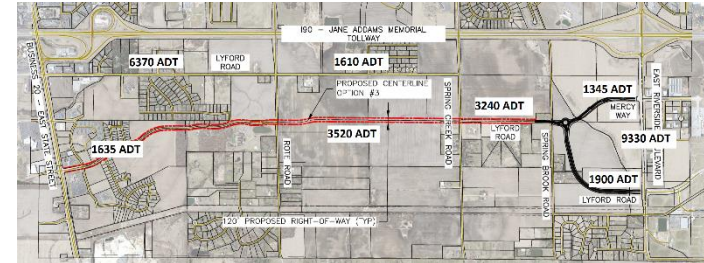 I90 - JANE ADDAMS MEMORIAL
TOLLWAY
6370 ADT
LYFORD
ROAD
1610 ADT
PROPOSED CENTERLINE
OPTION #3
BUSINESS 20 - EAST STATE STREET
1635 ADT
ROTE ROAD
3520 ADT
SPRING CREEK ROAD
3240 ADT
LYFORD
ROAD
SPRING BROOK ROAD
1345 ADT
MERCY
WAY
EAST RIVERSIDE BOULEVARD
9330 ADT
1900 ADT
LYFORD ROAD
120' PROPOSED RIGHT-OF-WAY (TYP)